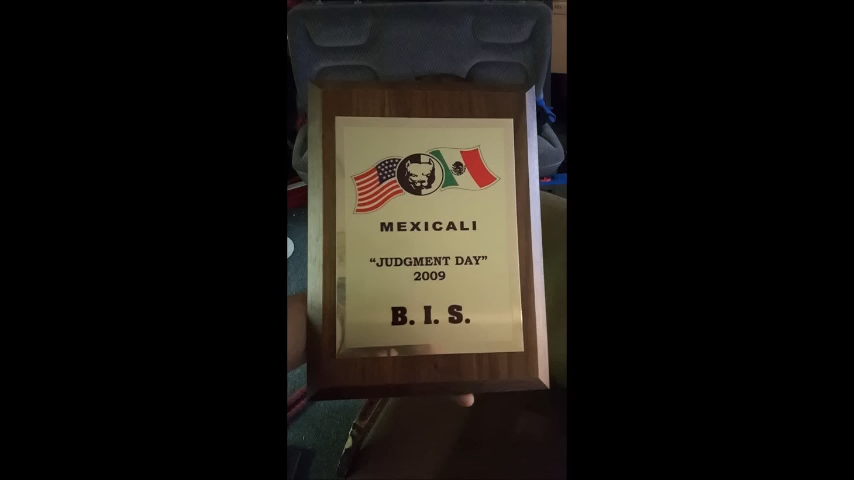 MEXICALI
“JUDGMENT DAY”
2009
B. I. S.